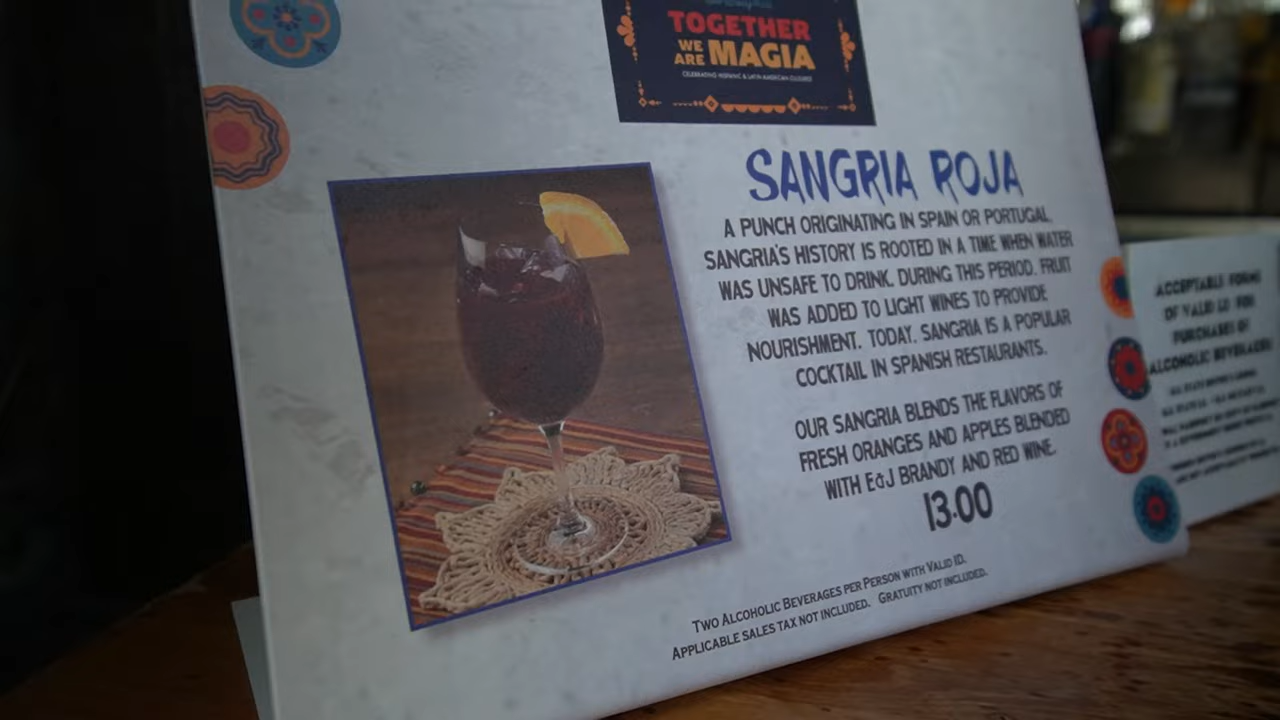 TOGETHER
WE
ARE MAGIA
CELEBRATING HISPANIC & LATIN AMERICAN CULTURES
SANGRIA ROJA
A PUNCH ORIGINATING IN SPAIN OR PORTUGAL,
SANGRIA'S HISTORY IS ROOTED IN A TIME WHEN WATER
WAS UNSAFE TO DRINK. DURING THIS PERIOD, FRUIT
WAS ADDED TO LIGHT WINES TO PROVIDE
NOURISHMENT. TODAY, SANGRIA IS A POPULAR
COCKTAIL IN SPANISH RESTAURANTS.
OUR SANGRIA BLENDS THE FLAVORS OF
FRESH ORANGES AND APPLES BLENDED
WITH E&J BRANDY AND RED WINE.
13.00
TWO ALCOHOLIC BEVERAGES PER PERSON WITH VALID ID.
APPLICABLE SALES TAX NOT INCLUDED. GRATUITY NOT INCLUDED.
ACCEPTABLE FORMS
OF VALID I.D. FOR
PURCHASES OF
ALCOHOLIC BEVERAGES